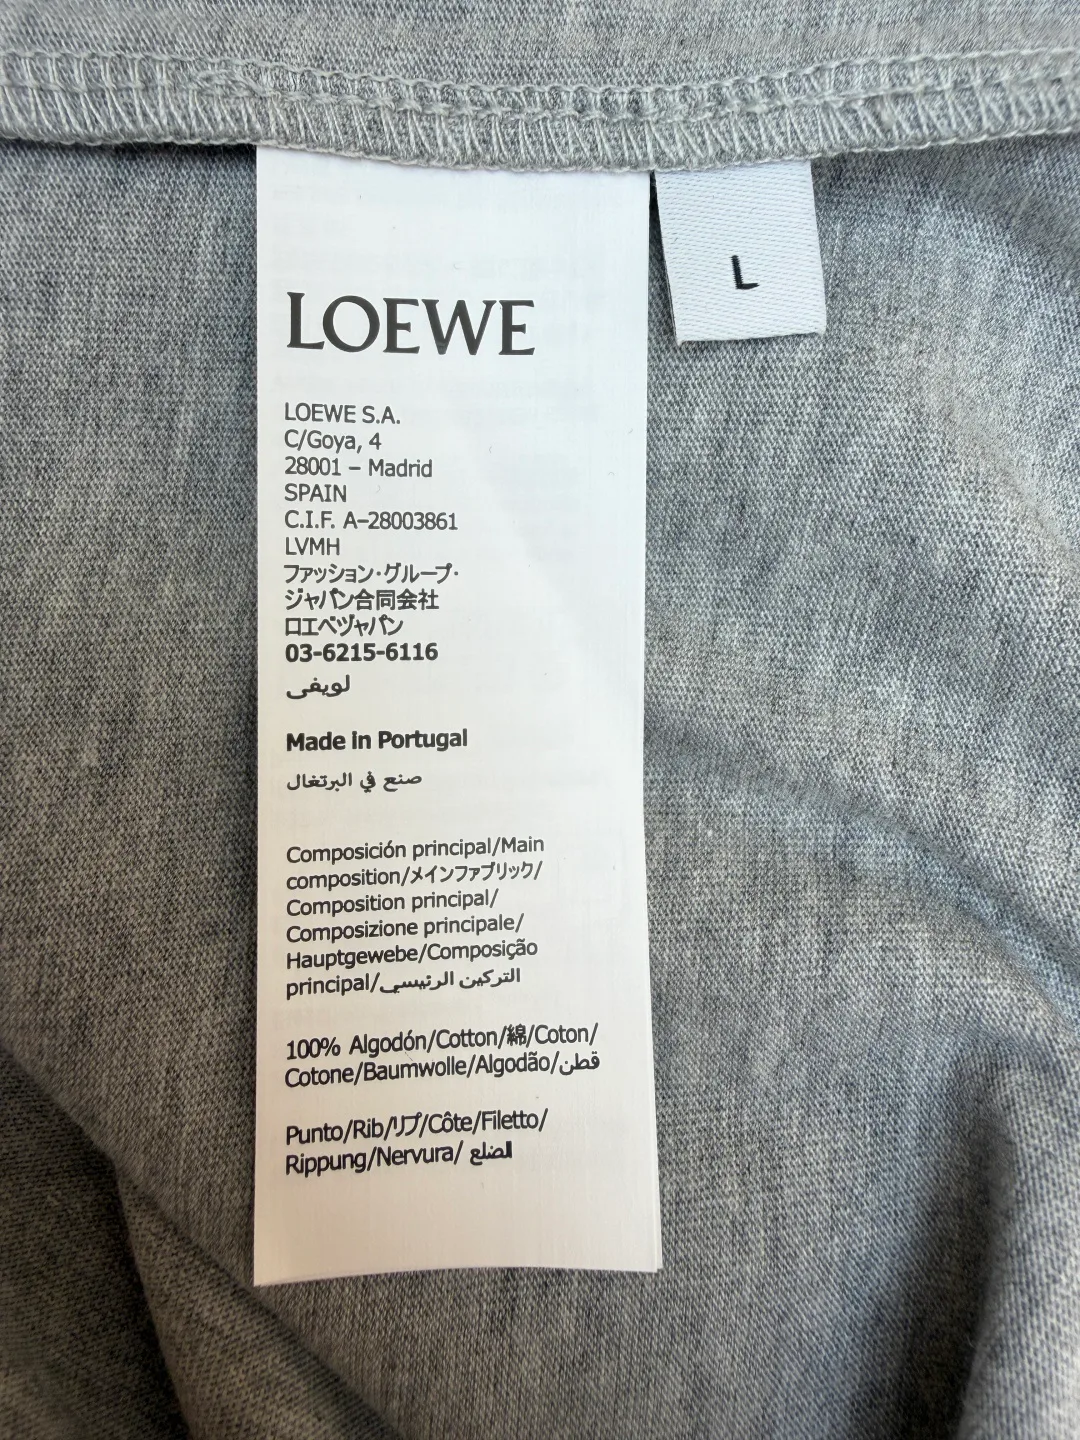 LOEWE
L
LOEWE S.A.
C/Goya, 4
28001 – Madrid
SPAIN
C.I.F. A–28003861
LVMH
ファッション・グループ・
ジャパン合同会社
ロエベヅャパン
03-6215-6116
لويفى
Made in Portugal
صنع في البرتغال
Composición principal/Main
composition/メインファブリック/
Composition principal/
Composizione principale/
Hauptgewebe/Composição
principal/التركين الرئيسي
100% Algodón/Cotton/綿/Coton/
Cotone/Baumwolle/Algodão/قطن
Punto/Rib/リブ/Côte/Filetto/
Rippung/Nervura/ الضلع